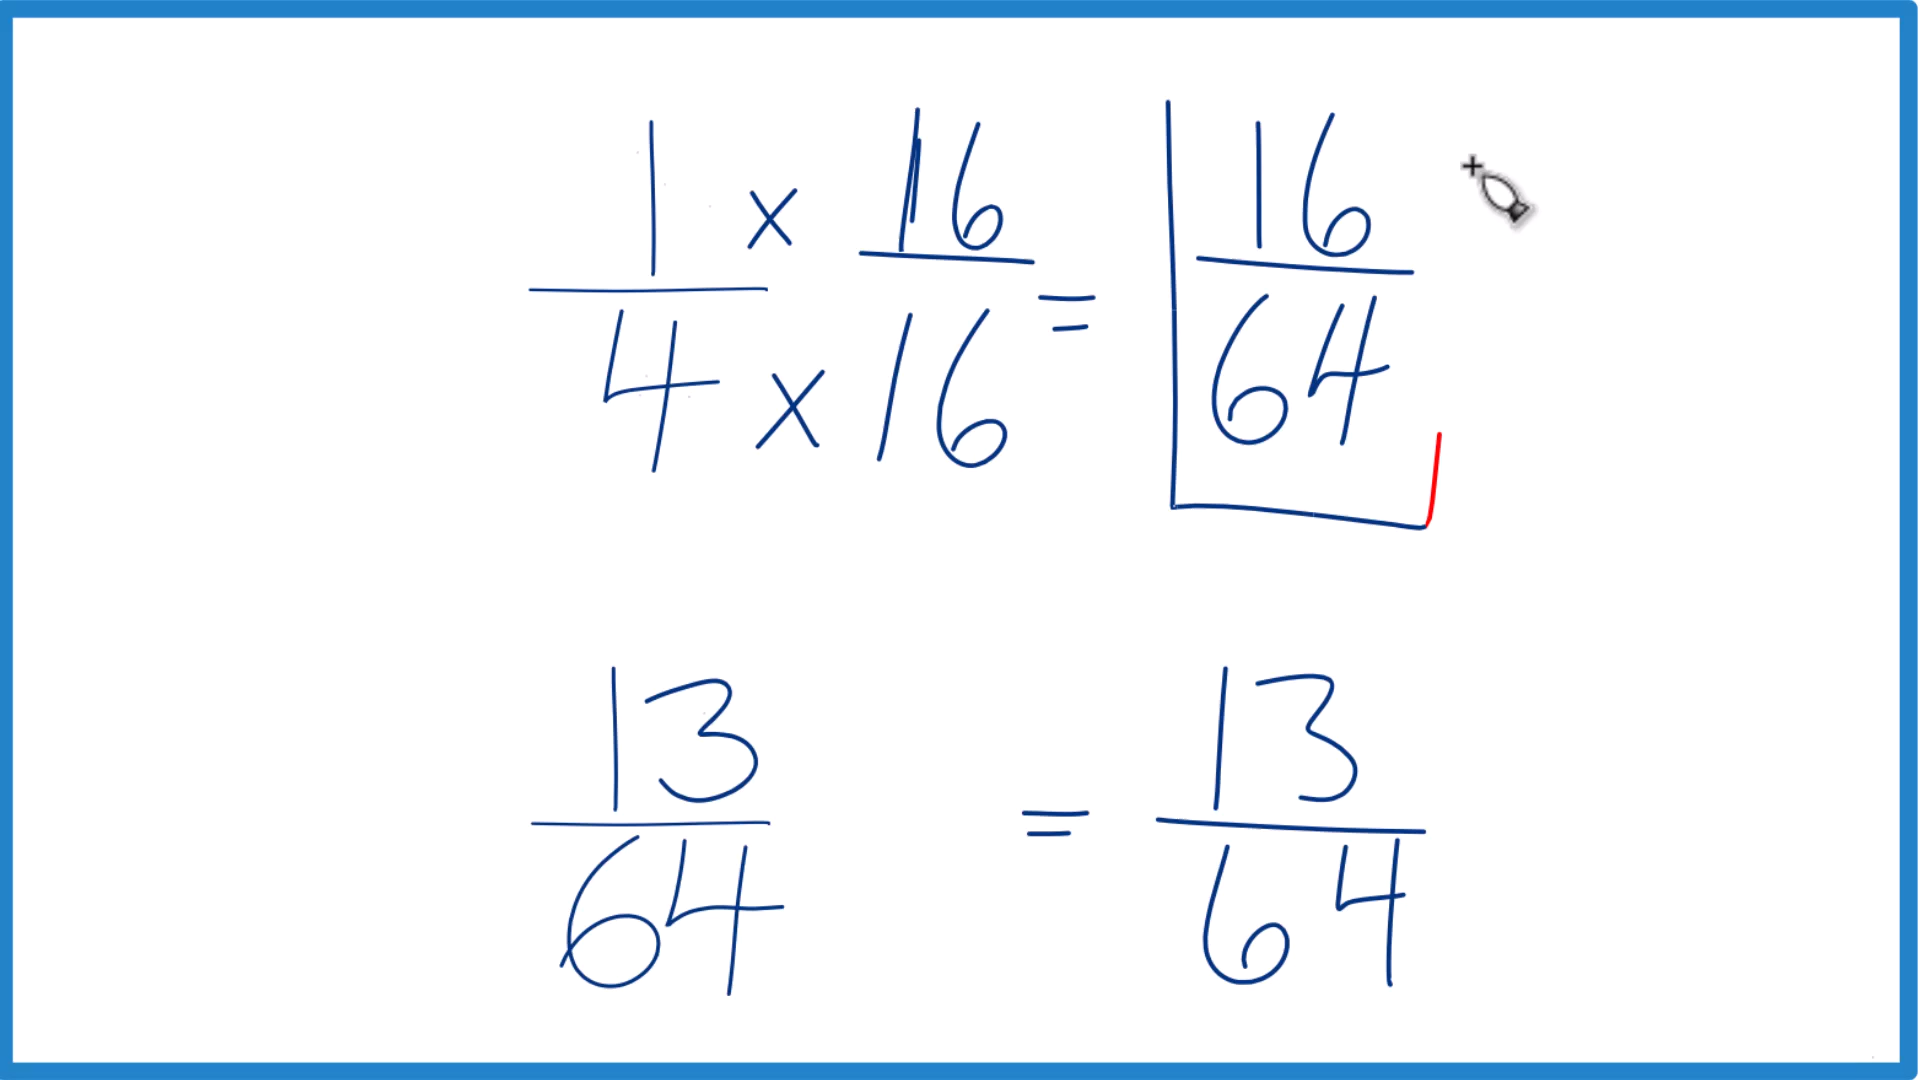 1 x 16 16
4 x 16 = 64
13 = 13
64 64